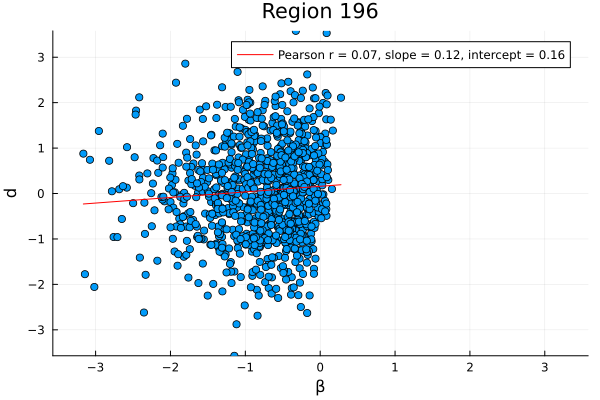 Region 196
Pearson r = 0.07, slope = 0.12, intercept = 0.16
d
3
2
1
0
−1
−2
−3
−3 −2 −1 0 1 2 3
β